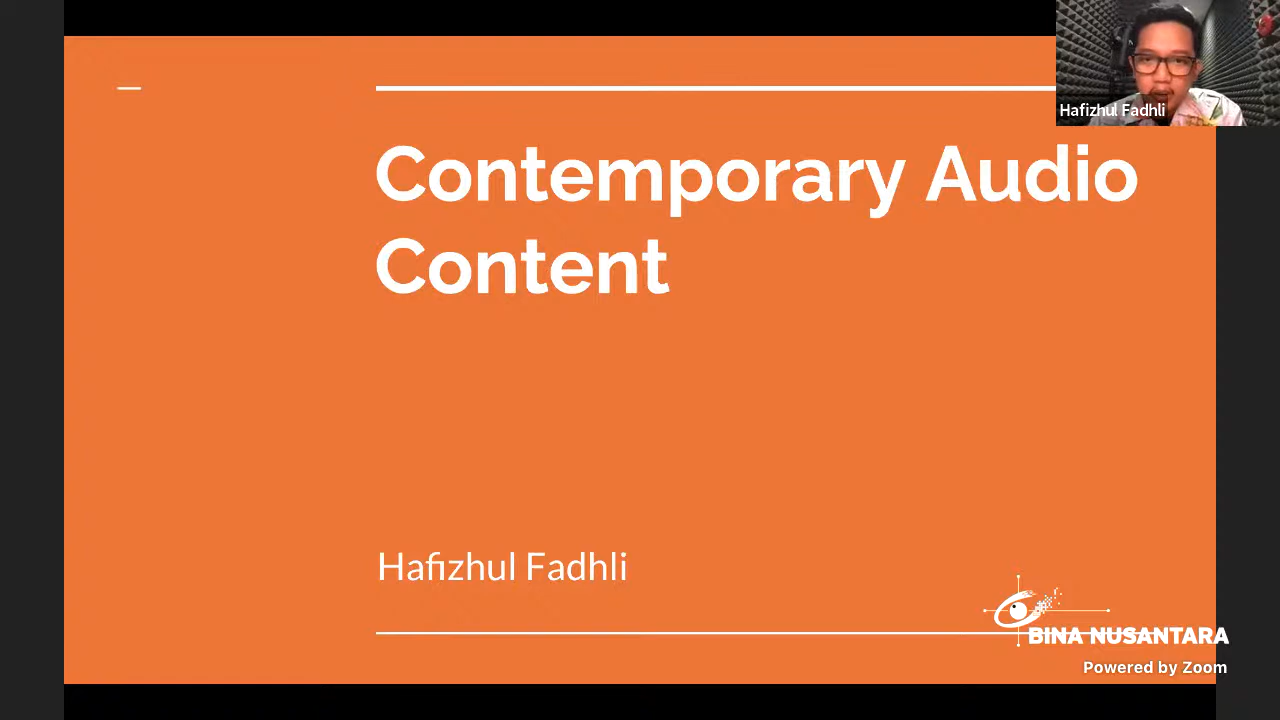 Hafizhul Fadhli
Contemporary Audio
Content
Hafizhul Fadhli
BINA NUSANTARA
Powered by Zoom